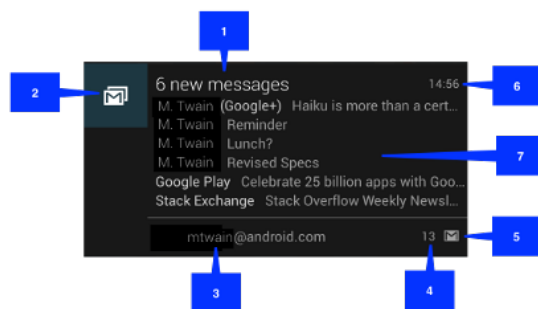 1
2
6 new messages 14:56
6
M. Twain (Google+) Haiku is more than a cert...
M. Twain Reminder
M. Twain Lunch?
7
M. Twain Revised Specs
Google Play Celebrate 25 billion apps with Goo...
Stack Exchange Stack Overflow Weekly Newsl...
mtwain@android.com 13
5
3
4